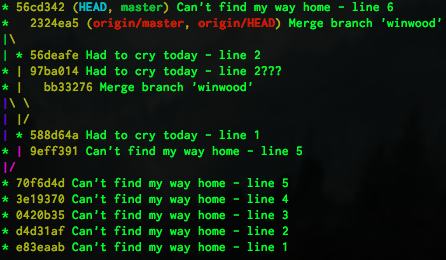 * 56cd342 (HEAD, master) Can't find my way home - line 6
*   2324ea5 (origin/master, origin/HEAD) Merge branch 'winwood'
|\
| * 56deafe Had to cry today - line 2
* | 97ba014 Had to cry today - line 2???
* |   bb33276 Merge branch 'winwood'
|\ \
| |/
| * 588d64a Had to cry today - line 1
* | 9eff391 Can't find my way home - line 5
|/
* 70f6d4d Can't find my way home - line 5
* 3e19370 Can't find my way home - line 4
* 0420b35 Can't find my way home - line 3
* d4d31af Can't find my way home - line 2
* e83eaab Can't find my way home - line 1